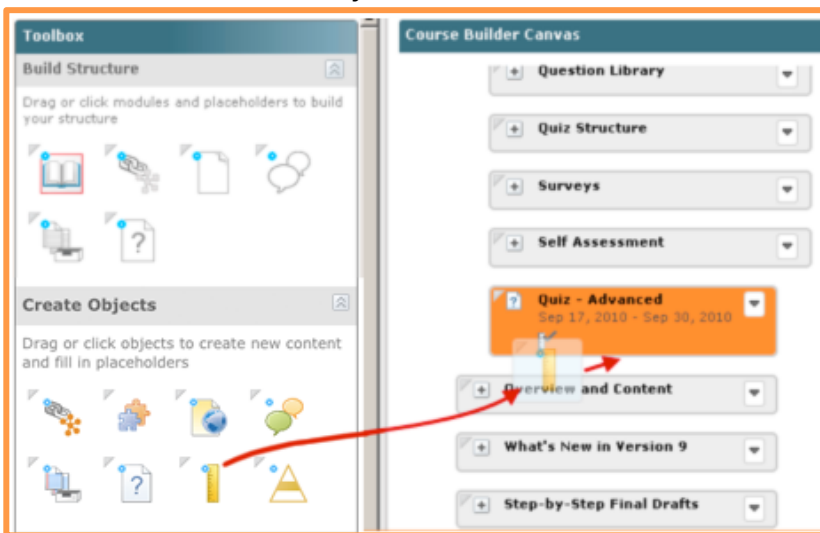 Toolbox
Build Structure
Drag or click modules and placeholders to build
your structure
Create Objects
Drag or click objects to create new content
and fill in placeholders
Course Builder Canvas
Question Library
Quiz Structure
Surveys
Self Assessment
Quiz - Advanced
Sep 17, 2010 - Sep 30, 2010
Overview and Content
What's New in Version 9
Step-by-Step Final Drafts